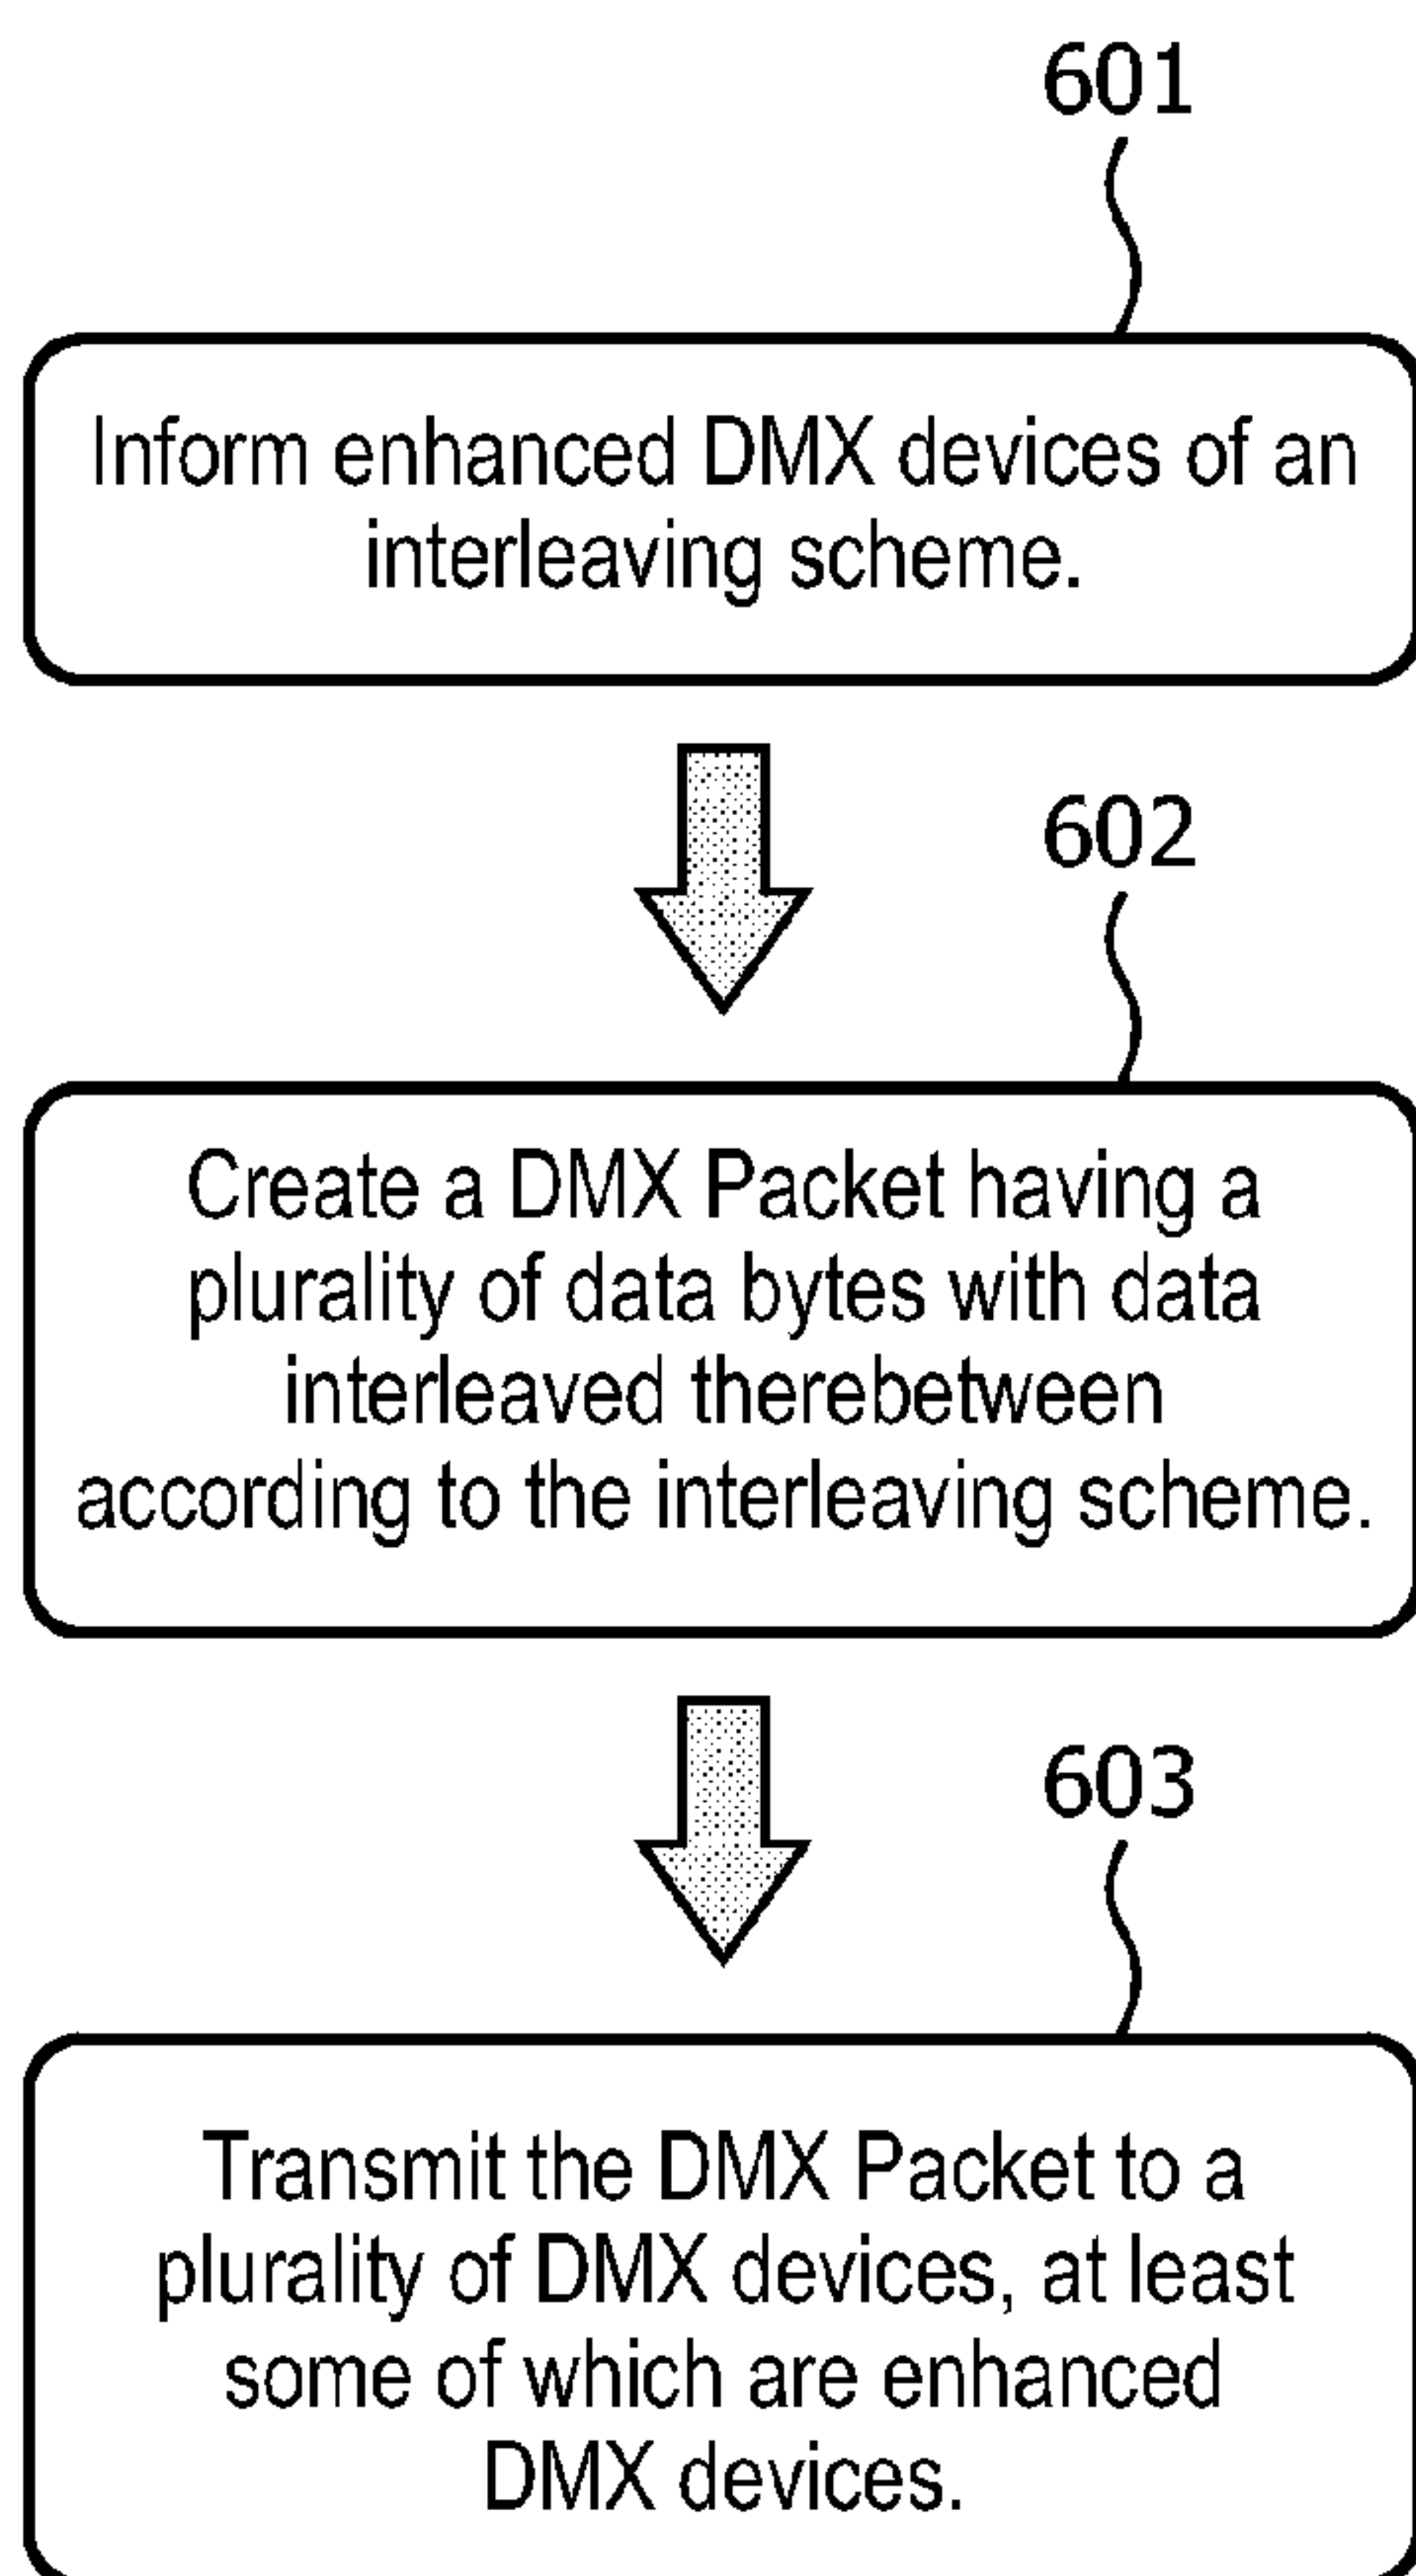 601
Inform enhanced DMX devices of an
interleaving scheme.
602
Create a DMX Packet having a
plurality of data bytes with data
interleaved therebetween
according to the interleaving scheme.
603
Transmit the DMX Packet to a
plurality of DMX devices, at least
some of which are enhanced
DMX devices.